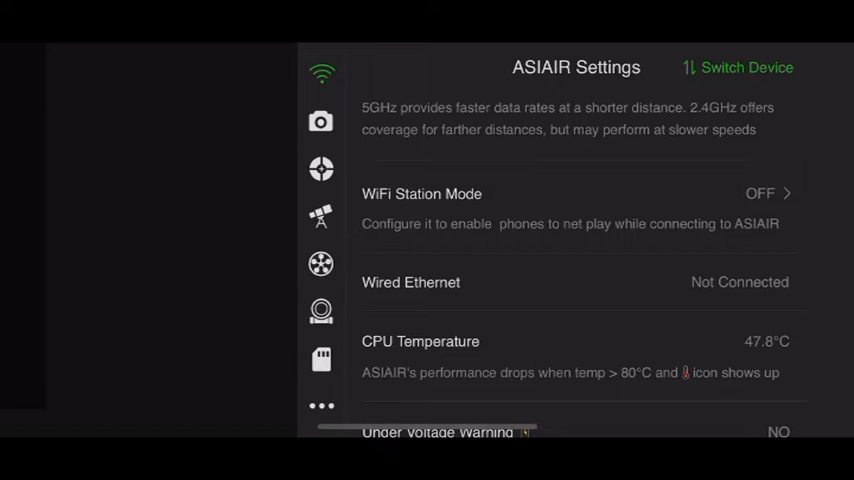 ASIAIR Settings
Switch Device
5GHz provides faster data rates at a shorter distance. 2.4GHz offers
coverage for farther distances, but may perform at slower speeds
WiFi Station Mode OFF
Configure it to enable phones to net play while connecting to ASIAIR
Wired Ethernet Not Connected
CPU Temperature 47.8°C
ASIAIR's performance drops when temp > 80°C and icon shows up
Under Voltage Warning NO